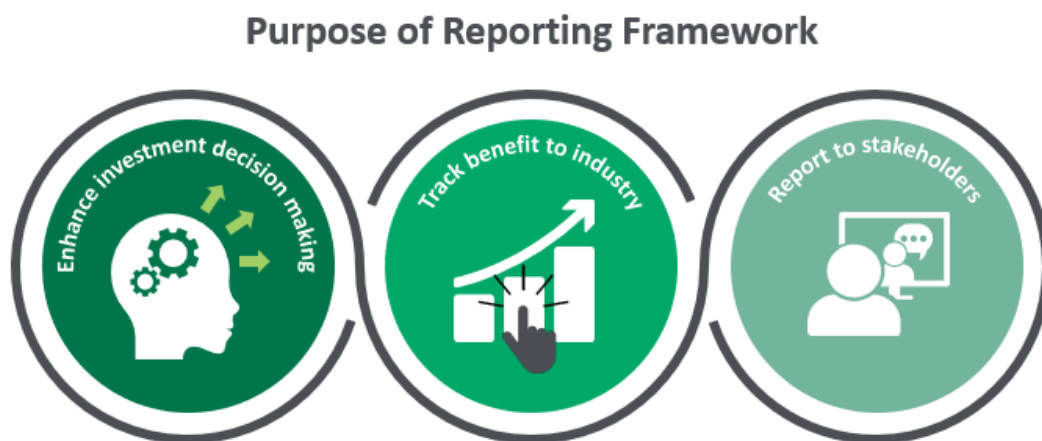 Purpose of Reporting Framework
Enhance investment decision making
Track benefit to industry
Report to stakeholders